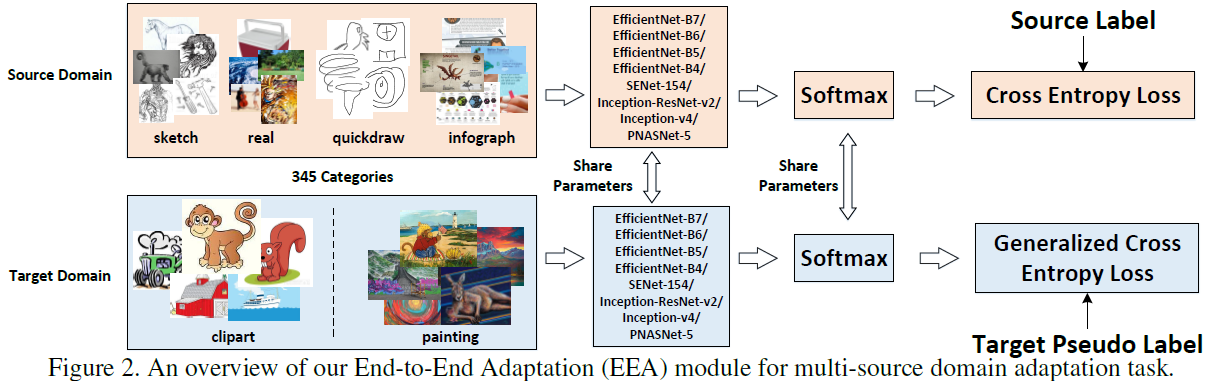 Source Domain
sketch
real
quickdraw
infograph
EfficientNet-B7/
EfficientNet-B6/
EfficientNet-B5/
EfficientNet-B4/
SENet-154/
Inception-ResNet-v2/
Inception-v4/
PNASNet-5
Softmax
Source Label
Cross Entropy Loss
345 Categories
Share
Parameters
Share
Parameters
Target Domain
clipart
painting
EfficientNet-B7/
EfficientNet-B6/
EfficientNet-B5/
EfficientNet-B4/
SENet-154/
Inception-ResNet-v2/
Inception-v4/
PNASNet-5
Softmax
Generalized Cross
Entropy Loss
Target Pseudo Label
Figure 2. An overview of our End-to-End Adaptation (EEA) module for multi-source domain adaptation task.